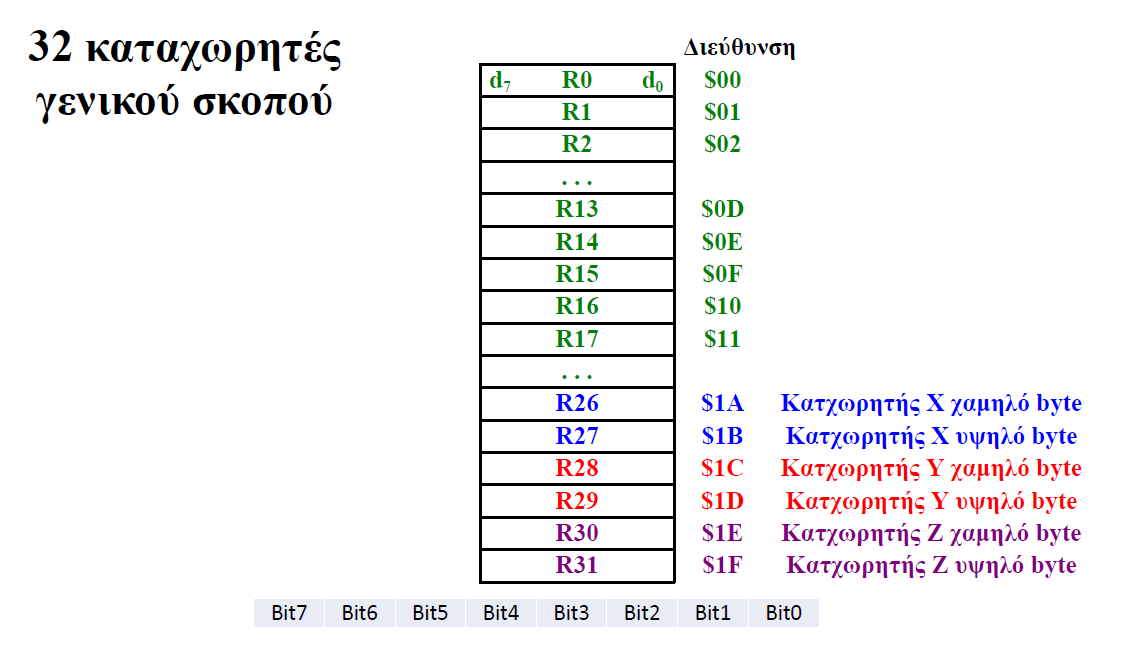 32 καταχωρητές
γενικού σκοπού
Διεύθυνση
d7 R0 d0 $00
R1 $01
R2 $02
. . .
R13 $0D
R14 $0E
R15 $0F
R16 $10
R17 $11
. . .
R26 $1A Κατχωρητής X χαμηλό byte
R27 $1B Κατχωρητής X υψηλό byte
R28 $1C Κατχωρητής Y χαμηλό byte
R29 $1D Κατχωρητής Y υψηλό byte
R30 $1E Κατχωρητής Z χαμηλό byte
R31 $1F Κατχωρητής Z υψηλό byte
Bit7 Bit6 Bit5 Bit4 Bit3 Bit2 Bit1 Bit0